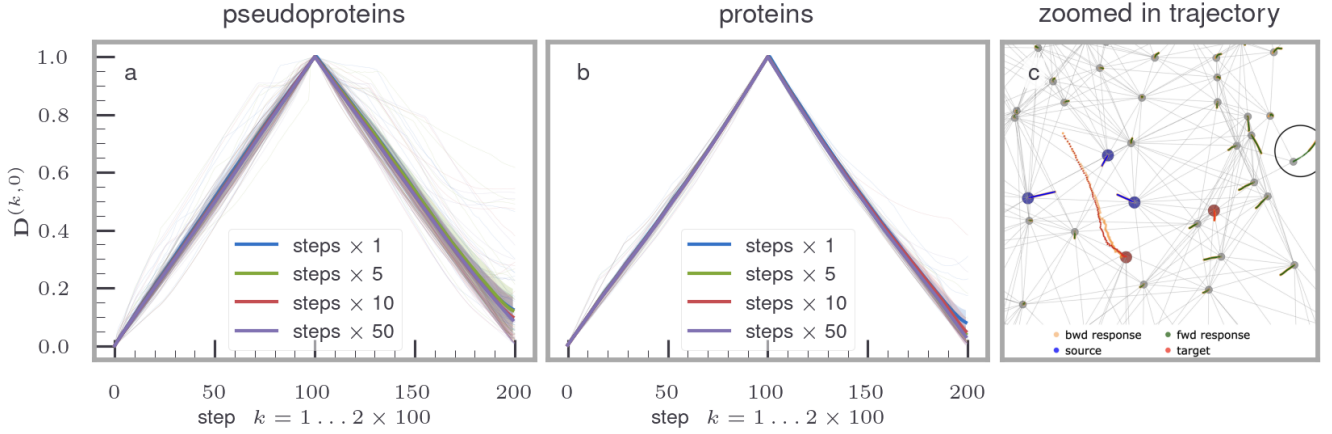 pseudoproteins
proteins
zoomed in trajectory
a
b
c
1.0
0.8
0.6
0.4
0.2
0.0
D^{(k,0)}
steps × 1
steps × 5
steps × 10
steps × 50
steps × 1
steps × 5
steps × 10
steps × 50
bwd response
fwd response
source
target
0 50 100 150 200
0 50 100 150 200
step k = 1 ... 2 × 100
step k = 1 ... 2 × 100